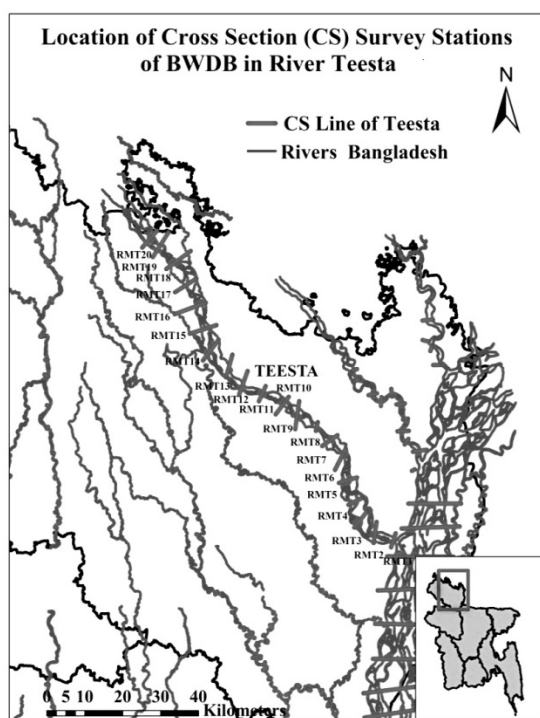 Location of Cross Section (CS) Survey Stations
of BWDB in River Teesta
N
CS Line of Teesta
Rivers Bangladesh
RMT20
RMT19
RMT18
RMT17
RMT16
RMT15
RMT14
TEESTA
RMT13
RMT10
RMT12
RMT11
RMT9
RMT8
RMT7
RMT6
RMT5
RMT4
RMT3
RMT2
RMT1
0 5 10 20 30 40
Kilometers